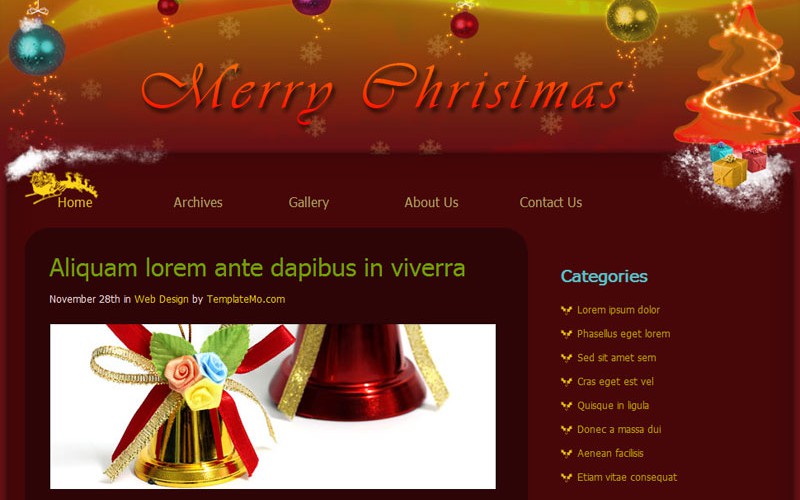 Merry Christmas
Home Archives Gallery About Us Contact Us
Aliquam lorem ante dapibus in viverra
November 28th in Web Design by TemplateMo.com
Categories
Lorem ipsum dolor
Phasellus eget lorem
Sed sit amet sem
Cras eget est vel
Quisque in ligula
Donec a massa dui
Aenean facilisis
Etiam vitae consequat